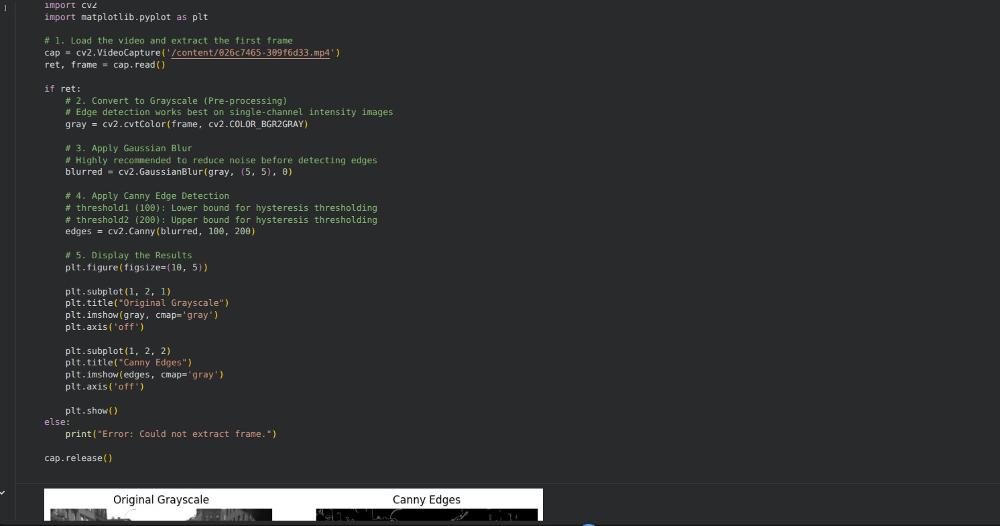 import cv2
import matplotlib.pyplot as plt
# 1. Load the video and extract the first frame
cap = cv2.VideoCapture('/content/026c7465-309f6d33.mp4')
ret, frame = cap.read()
if ret:
    # 2. Convert to Grayscale (Pre-processing)
    # Edge detection works best on single-channel intensity images
    gray = cv2.cvtColor(frame, cv2.COLOR_BGR2GRAY)
    # 3. Apply Gaussian Blur
    # Highly recommended to reduce noise before detecting edges
    blurred = cv2.GaussianBlur(gray, (5, 5), 0)
    # 4. Apply Canny Edge Detection
    # threshold1 (100): Lower bound for hysteresis thresholding
    # threshold2 (200): Upper bound for hysteresis thresholding
    edges = cv2.Canny(blurred, 100, 200)
    # 5. Display the Results
    plt.figure(figsize=(10, 5))
    plt.subplot(1, 2, 1)
    plt.title("Original Grayscale")
    plt.imshow(gray, cmap='gray')
    plt.axis('off')
    plt.subplot(1, 2, 2)
    plt.title("Canny Edges")
    plt.imshow(edges, cmap='gray')
    plt.axis('off')
    plt.show()
else:
    print("Error: Could not extract frame.")
cap.release()
Original Grayscale
Canny Edges